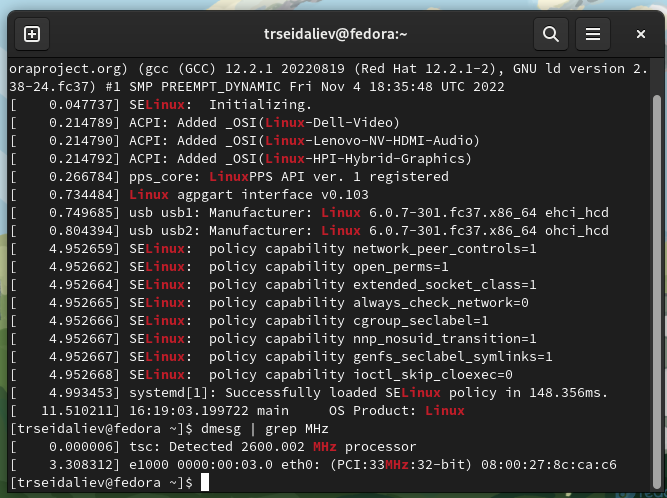 trseidaliev@fedora:~
oraproject.org) (gcc (GCC) 12.2.1 20220819 (Red Hat 12.2.1-2), GNU ld version 2.
38-24.fc37) #1 SMP PREEMPT_DYNAMIC Fri Nov 4 18:35:48 UTC 2022
[    0.047737] SELinux:  Initializing.
[    0.214789] ACPI: Added _OSI(Linux-Dell-Video)
[    0.214790] ACPI: Added _OSI(Linux-Lenovo-NV-HDMI-Audio)
[    0.214792] ACPI: Added _OSI(Linux-HPI-Hybrid-Graphics)
[    0.266784] pps_core: LinuxPPS API ver. 1 registered
[    0.734484] Linux agpgart interface v0.103
[    0.749685] usb usb1: Manufacturer: Linux 6.0.7-301.fc37.x86_64 ehci_hcd
[    0.804394] usb usb2: Manufacturer: Linux 6.0.7-301.fc37.x86_64 ohci_hcd
[    4.952659] SELinux:  policy capability network_peer_controls=1
[    4.952662] SELinux:  policy capability open_perms=1
[    4.952664] SELinux:  policy capability extended_socket_class=1
[    4.952665] SELinux:  policy capability always_check_network=0
[    4.952666] SELinux:  policy capability cgroup_seclabel=1
[    4.952667] SELinux:  policy capability nnp_nosuid_transition=1
[    4.952667] SELinux:  policy capability genfs_seclabel_symlinks=1
[    4.952668] SELinux:  policy capability ioctl_skip_cloexec=0
[    4.993453] systemd[1]: Successfully loaded SELinux policy in 148.356ms.
[   11.510211] 16:19:03.199722 main     OS Product: Linux
[trseidaliev@fedora ~]$ dmesg | grep MHz
[    0.000006] tsc: Detected 2600.002 MHz processor
[    3.308312] e1000 0000:00:03.0 eth0: (PCI:33MHz:32-bit) 08:00:27:8c:ca:c6
[trseidaliev@fedora ~]$